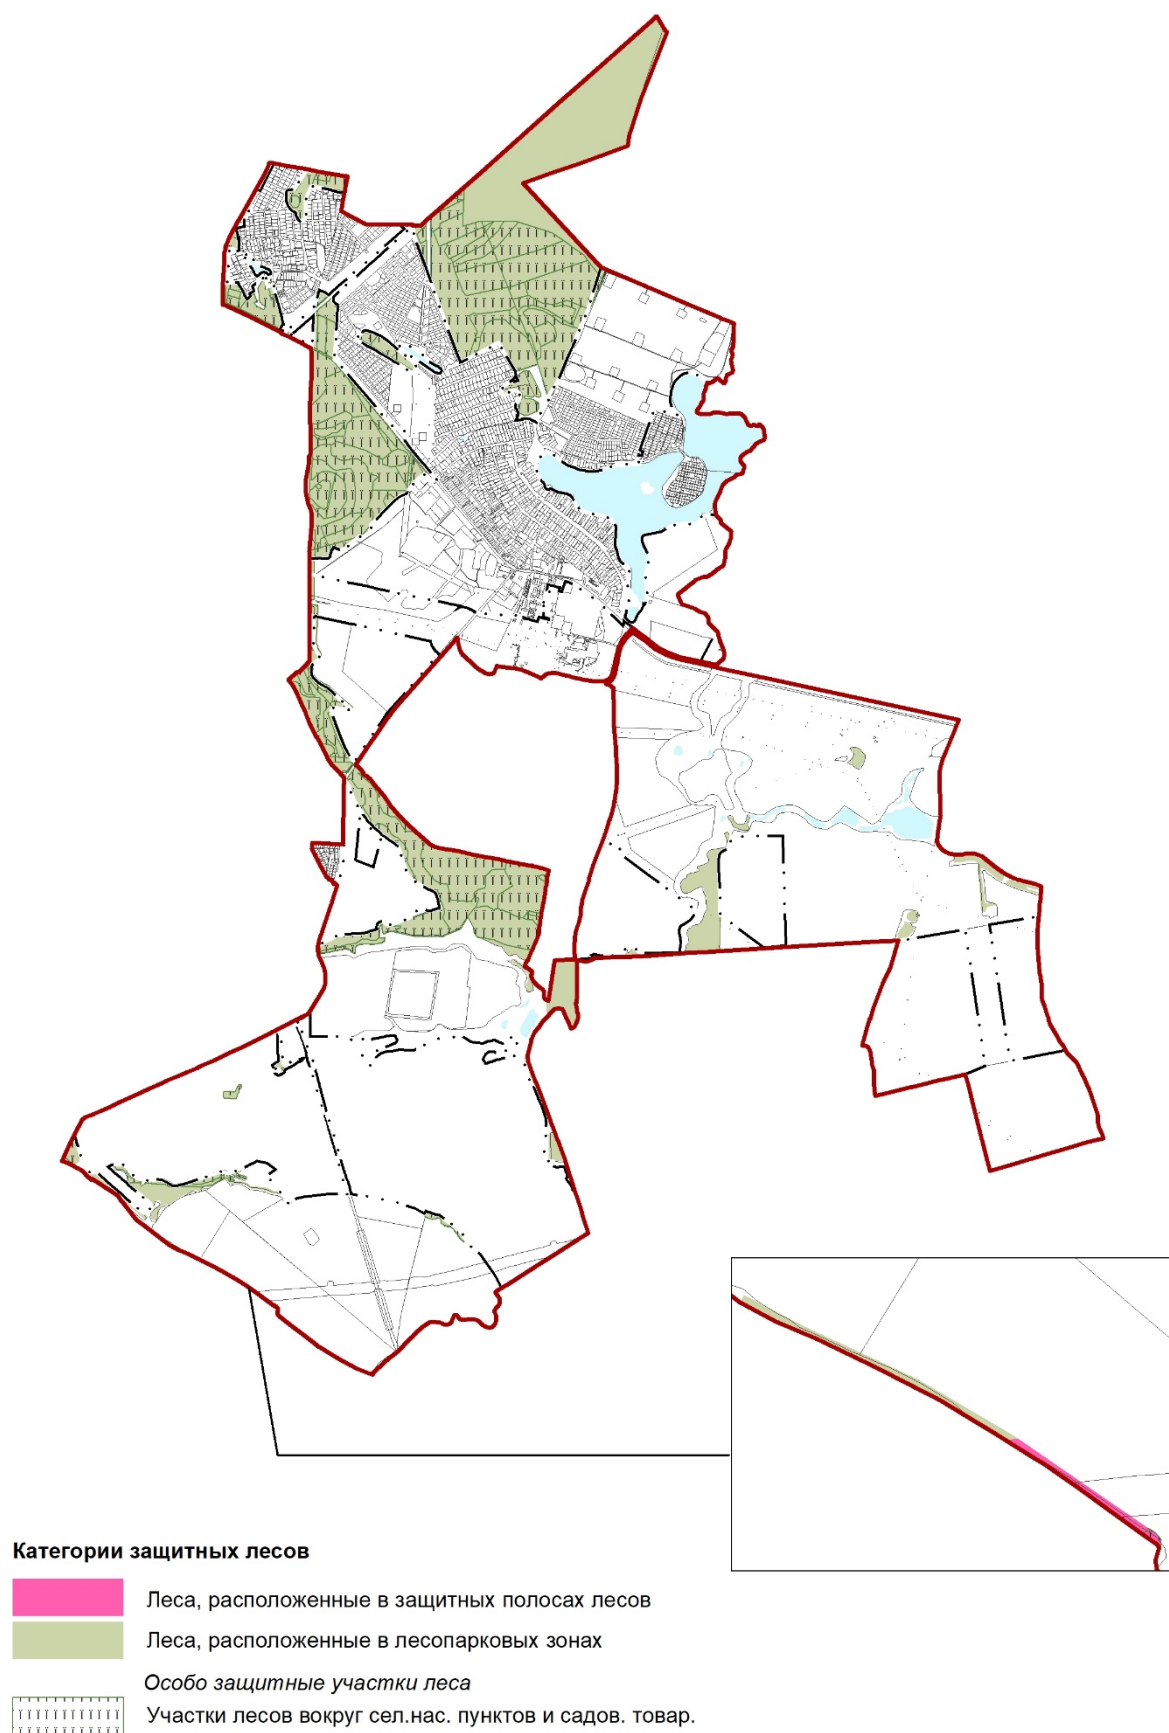 Категории защитных лесов
Леса, расположенные в защитных полосах лесов
Леса, расположенные в лесопарковых зонах
Особо защитные участки леса
Участки лесов вокруг сел.нас. пунктов и садов. товар.